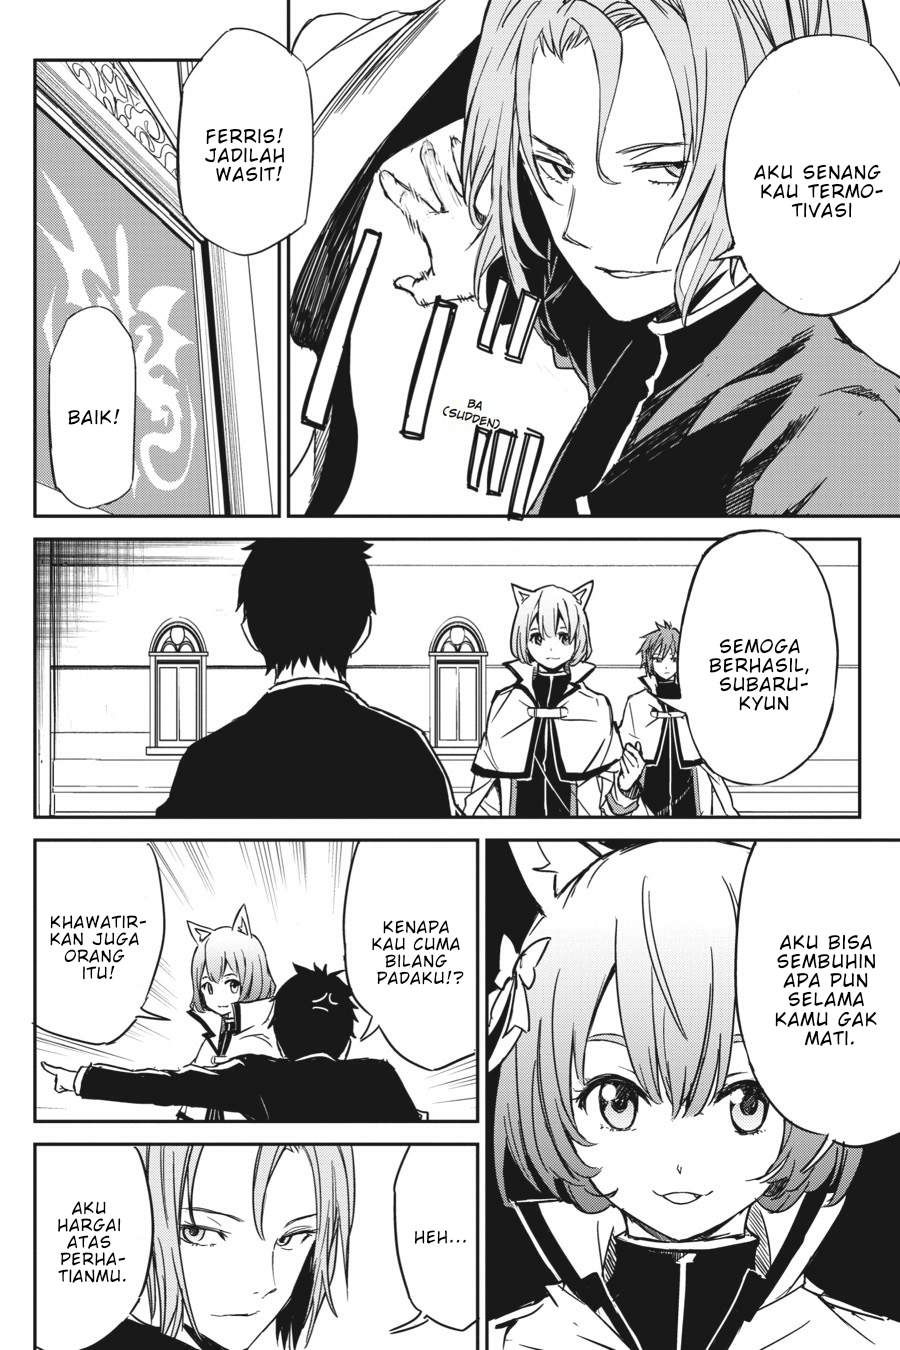 AKU SENANG
KAU TERMO-
TIVASI
BA
(SUDDEN)
FERRIS!
JADILAH
WASIT!
BAIK!
SEMOGA
BERHASIL,
SUBARU-
KYUN
AKU BISA
SEMBUHIN
APA PUN
SELAMA
KAMU GAK
MATI.
KENAPA
KAU CUMA
BILANG
PADAKU!?
KHAWATIR-
KAN JUGA
ORANG
ITU!
HEH...
AKU
HARGAI
ATAS
PERHA-
TIANMU.